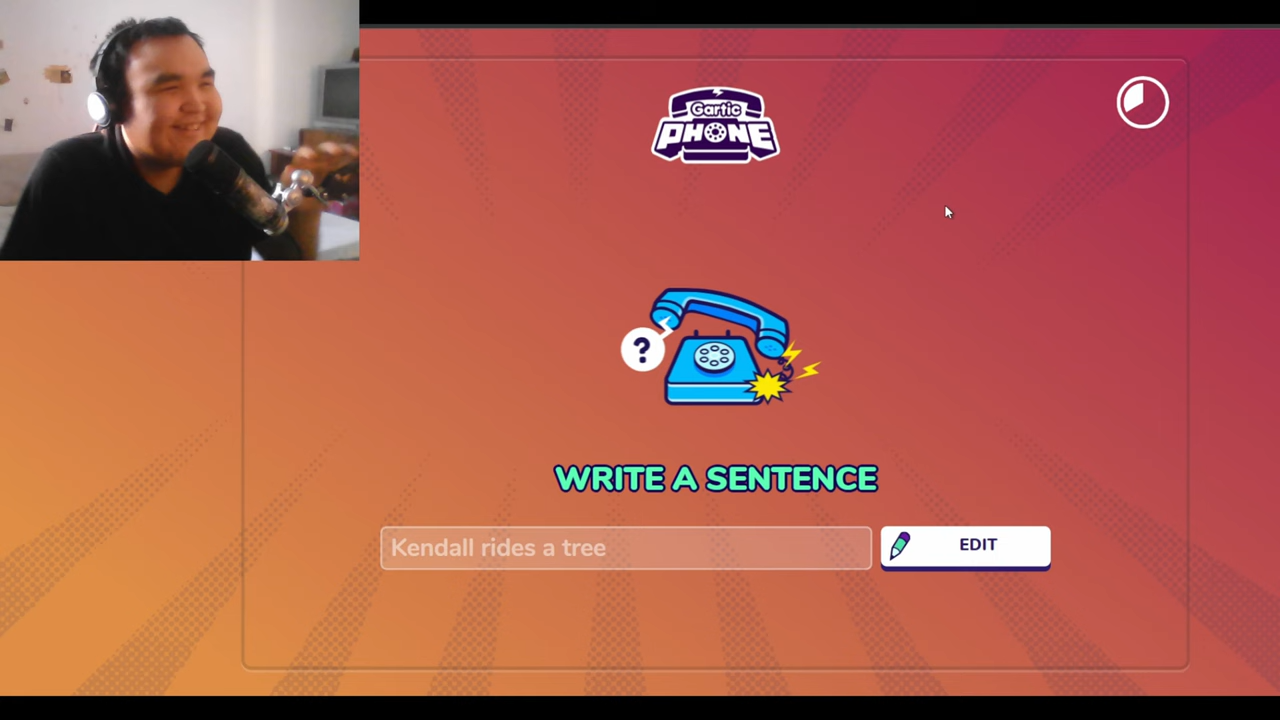 Gartic
PHONE
?
WRITE A SENTENCE
Kendall rides a tree
EDIT